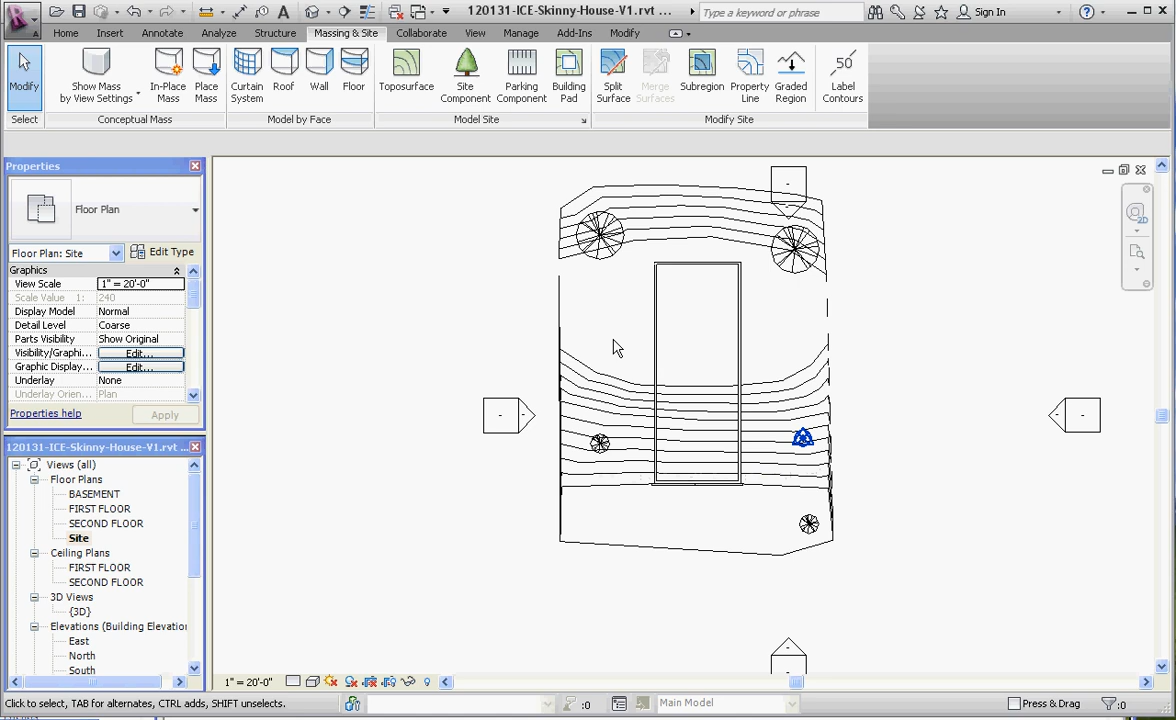 120131-ICE-Skinny-House-V1.rvt ...
Type a keyword or phrase
Sign In
Home Insert Annotate Analyze Structure Massing & Site Collaborate View Manage Add-Ins Modify
Modify
Show Mass
by View Settings
In-Place
Mass
Place
Mass
Curtain
System
Roof
Wall
Floor
Toposurface
Site
Component
Parking
Component
Building
Pad
Split
Surface
Merge
Surfaces
Subregion
Property
Line
Graded
Region
50
Label
Contours
Select
Conceptual Mass
Model by Face
Model Site
Modify Site
Properties
Floor Plan
Floor Plan: Site
Edit Type
Graphics
View Scale 1" = 20'-0"
Scale Value 1: 240
Display Model Normal
Detail Level Coarse
Parts Visibility Show Original
Visibility/Graphi... Edit...
Graphic Display... Edit...
Underlay None
Underlay Orien... Plan
Properties help
Apply
120131-ICE-Skinny-House-V1.rvt ...
Views (all)
Floor Plans
BASEMENT
FIRST FLOOR
SECOND FLOOR
Site
Ceiling Plans
FIRST FLOOR
SECOND FLOOR
3D Views
{3D}
Elevations (Building Elevation
East
North
South
1" = 20'-0"
Click to select, TAB for alternates, CTRL adds, SHIFT unselects.
:0
Main Model
Press & Drag
:0